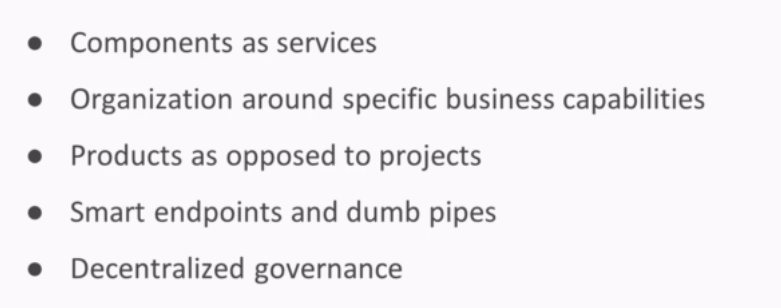 ● Components as services
● Organization around specific business capabilities
● Products as opposed to projects
● Smart endpoints and dumb pipes
● Decentralized governance